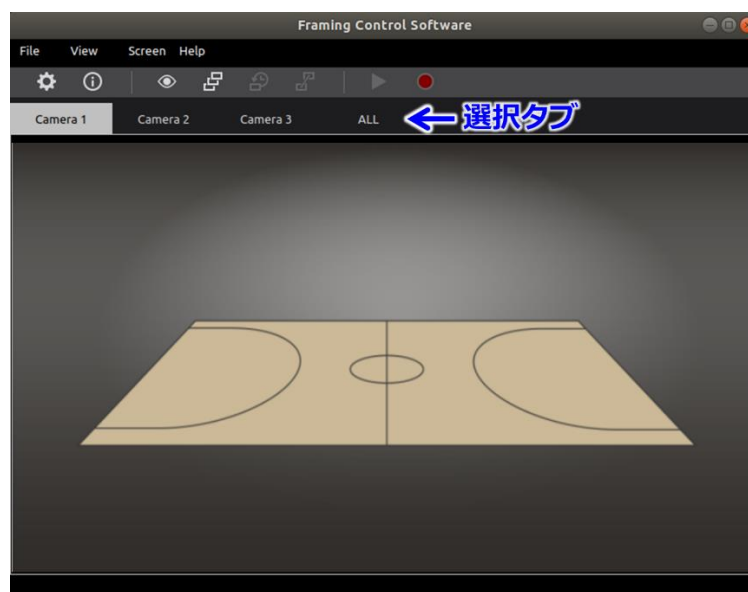 Framing Control Software
File View Screen Help
Camera 1 Camera 2 Camera 3 ALL ← 選択タブ